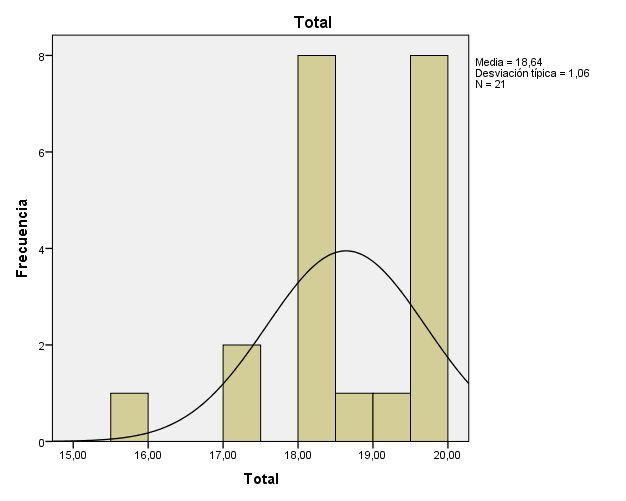 Total
Media = 18,64
Desviación típica = 1,06
N = 21
Frecuencia
8
6
4
2
0
15,00 16,00 17,00 18,00 19,00 20,00
Total